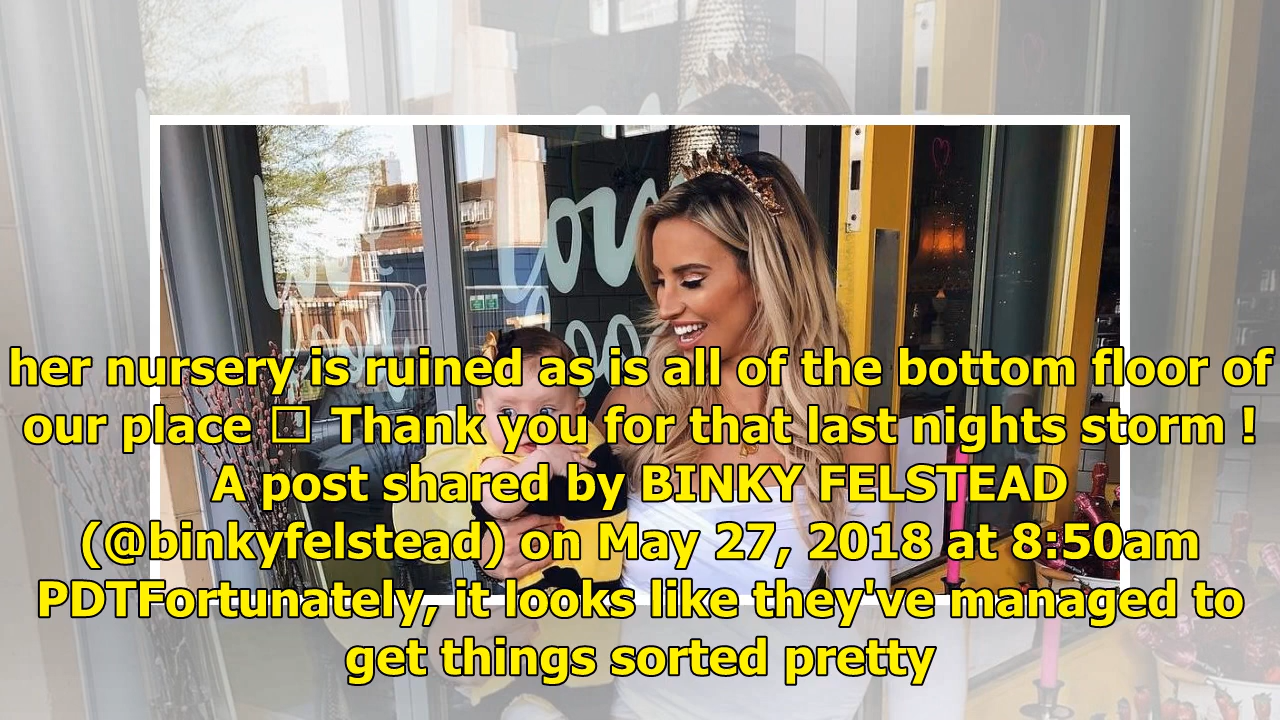 love
love
her nursery is ruined as is all of the bottom floor of
our place □ Thank you for that last nights storm !
A post shared by BINKY FELSTEAD
(@binkyfelstead) on May 27, 2018 at 8:50am
PDTFortunately, it looks like they've managed to
get things sorted pretty